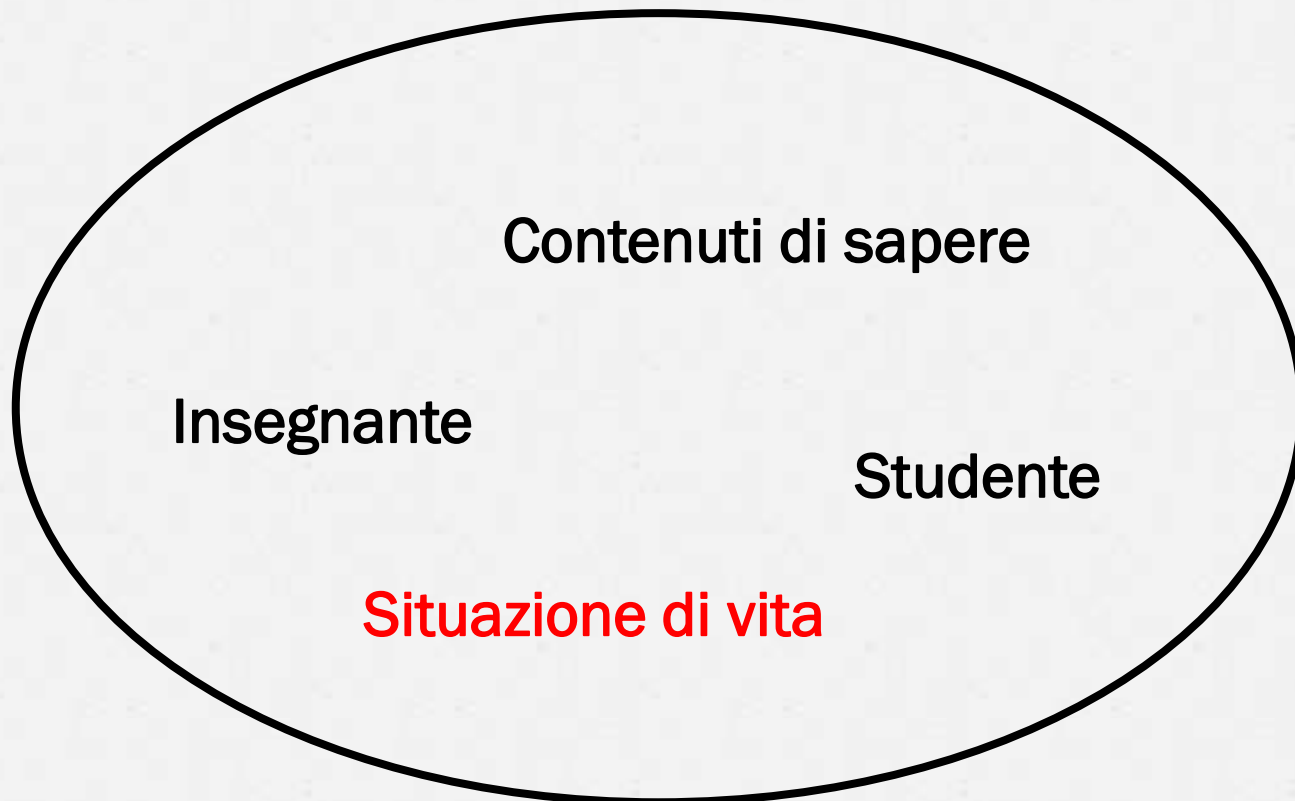 Contenuti di sapere
Insegnante
Studente
Situazione di vita